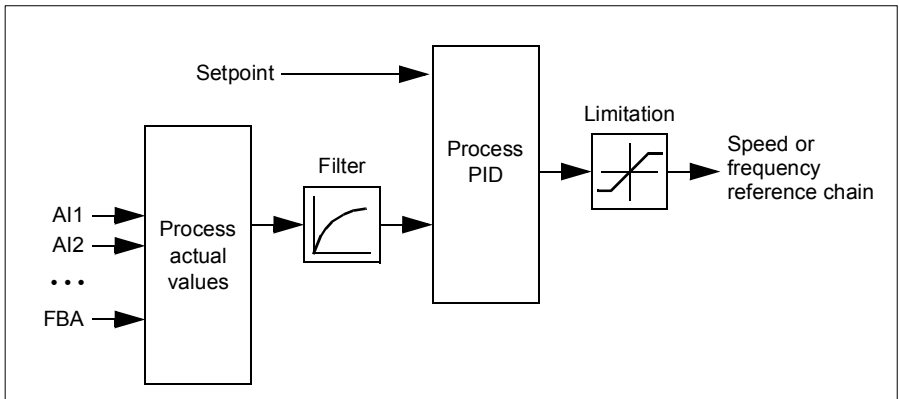 Setpoint
Limitation
Process
PID
Speed or
frequency
reference chain
Filter
AI1
AI2
...
FBA
Process
actual
values